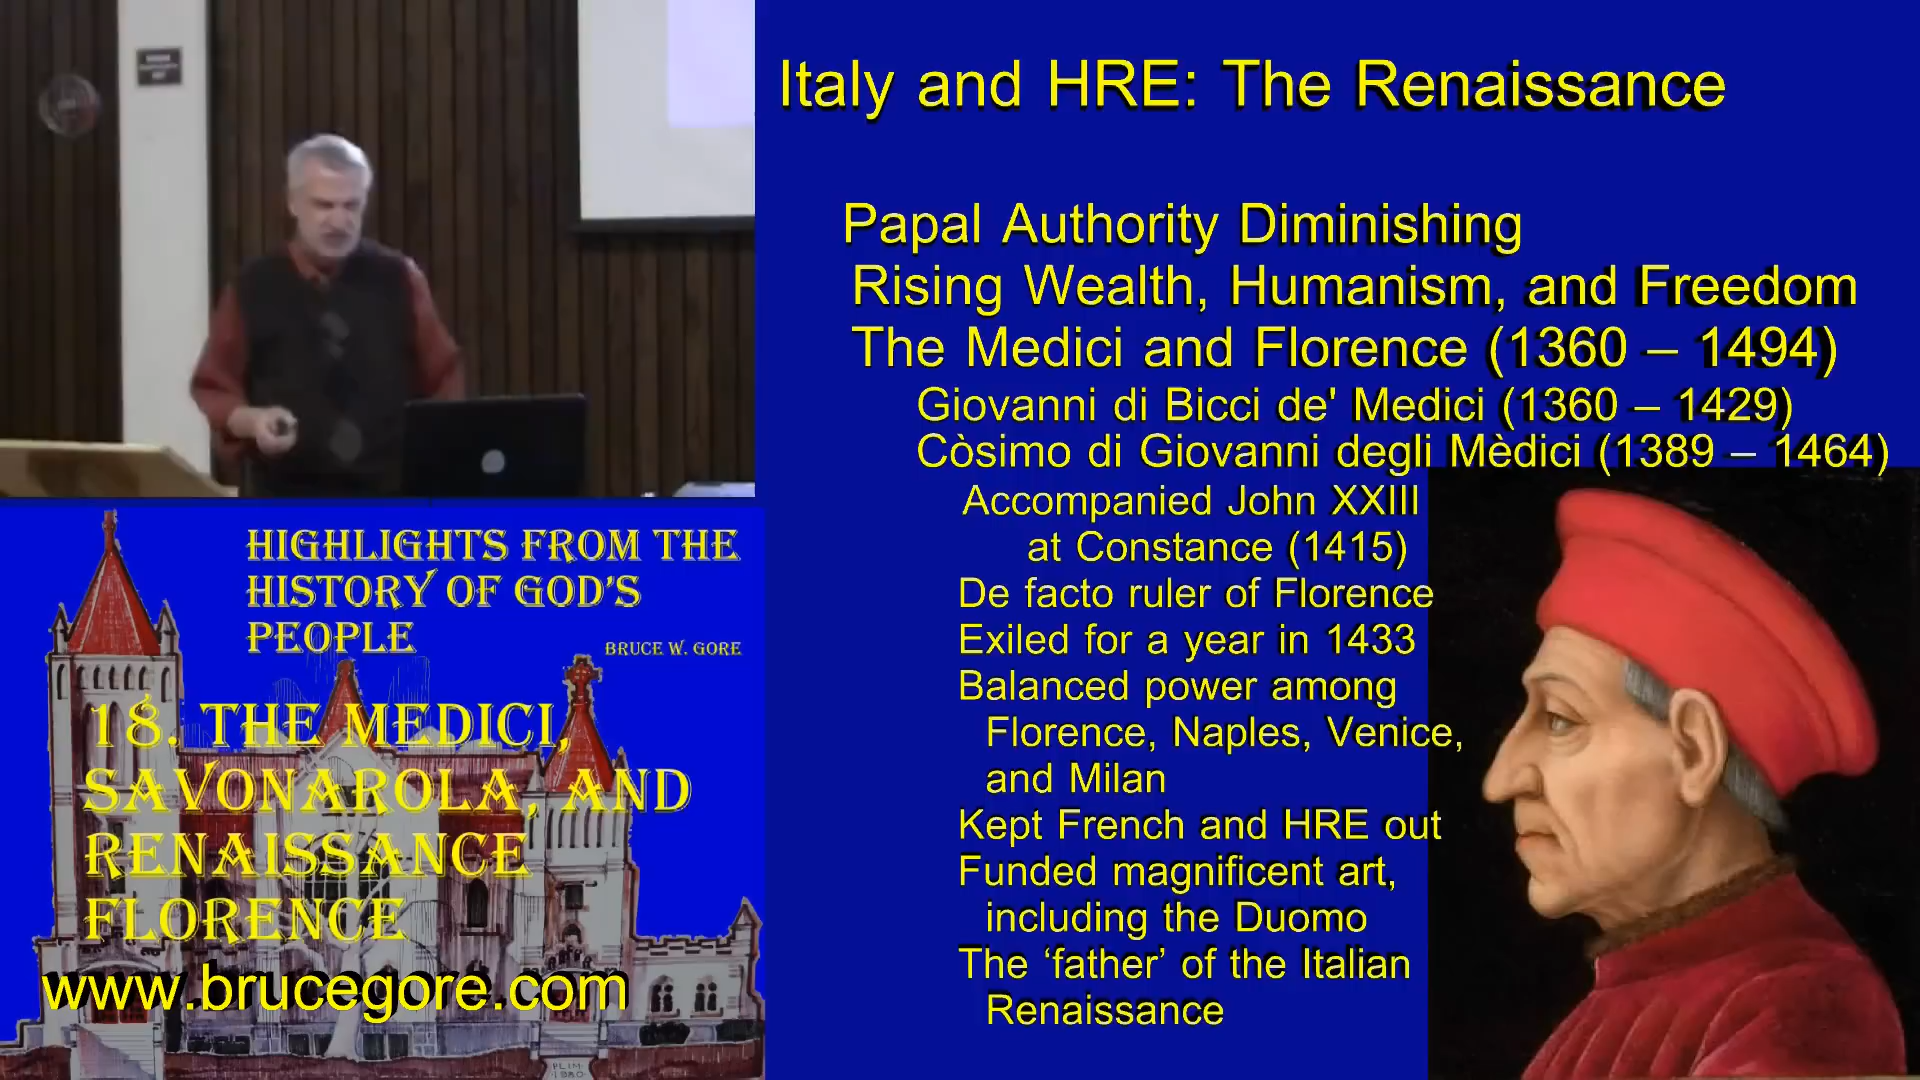 Italy and HRE: The Renaissance
Papal Authority Diminishing
Rising Wealth, Humanism, and Freedom
The Medici and Florence (1360 – 1494)
Giovanni di Bicci de' Medici (1360 – 1429)
Còsimo di Giovanni degli Mèdici (1389 – 1464)
Accompanied John XXIII
at Constance (1415)
De facto ruler of Florence
Exiled for a year in 1433
Balanced power among
Florence, Naples, Venice,
and Milan
Kept French and HRE out
Funded magnificent art,
including the Duomo
The ‘father’ of the Italian
Renaissance
HIGHLIGHTS FROM THE
HISTORY OF GOD'S
PEOPLE
BRUCE W. GORE
18. THE MEDICI,
SAVONAROLA, AND
RENAISSANCE
FLORENCE
www.brucegore.com